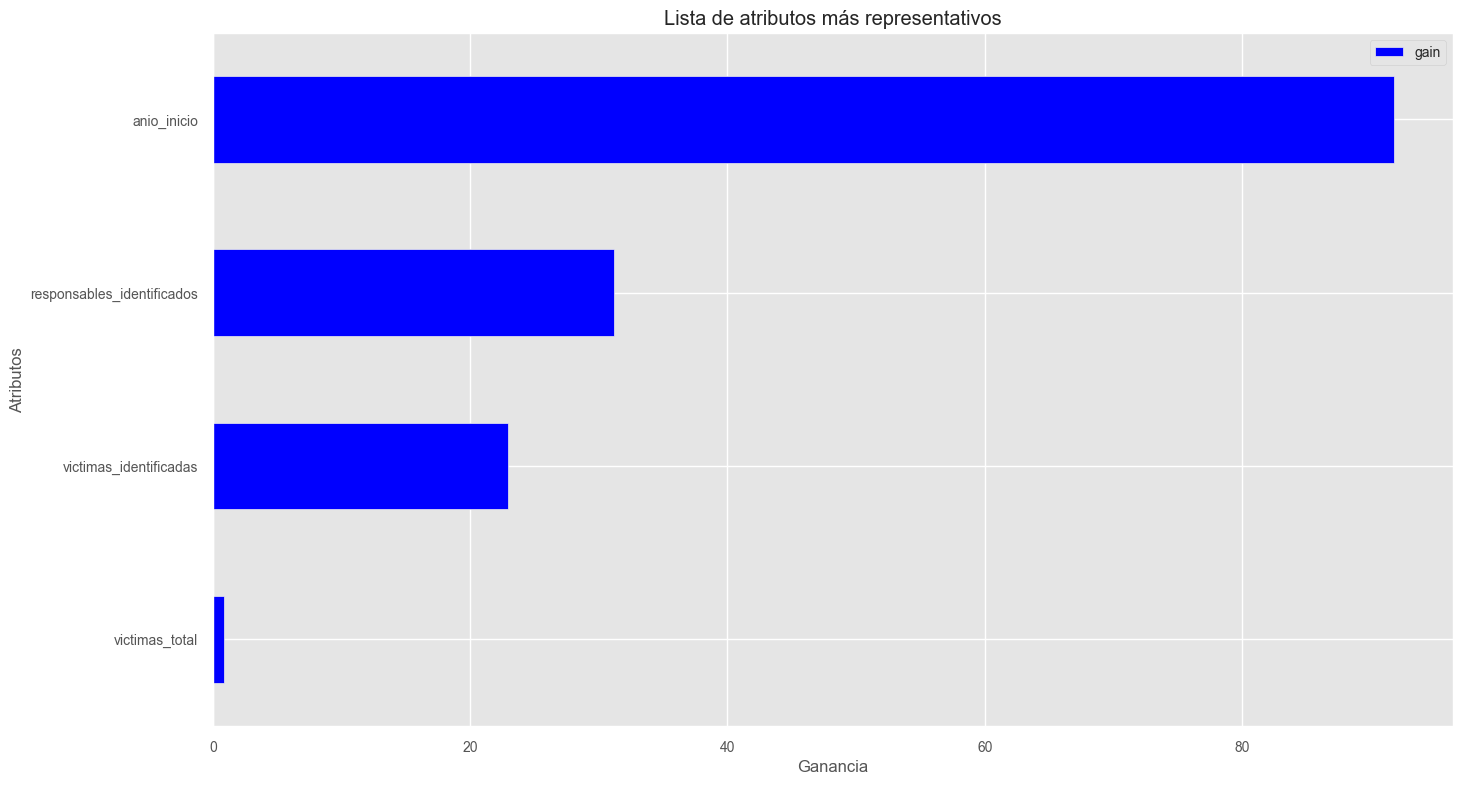 Lista de atributos más representativos
gain
anio_inicio
responsables_identificados
victimas_identificadas
victimas_total
Atributos
0 20 40 60 80
Ganancia